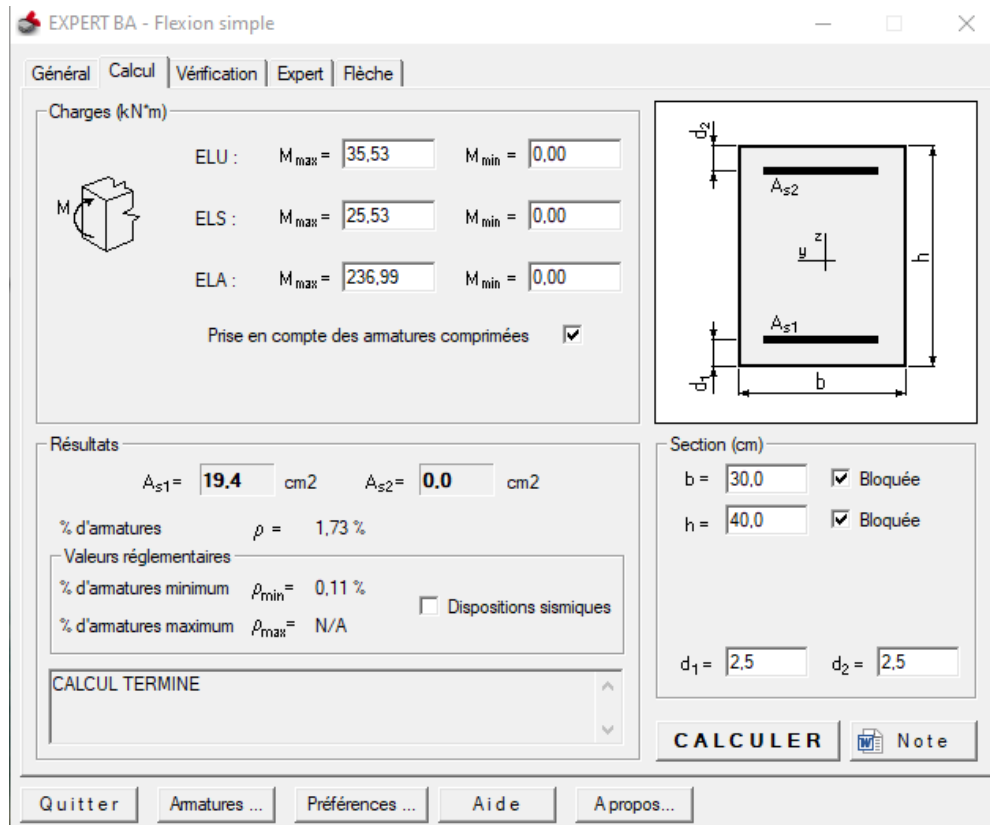 EXPERT BA - Flexion simple
Général Calcul Vérification Expert Flèche
Charges (kN*m)
ELU : M max = 35,53 M min = 0,00
ELS : M max = 25,53 M min = 0,00
ELA : M max = 236,99 M min = 0,00
M
Prise en compte des armatures comprimées
d2
As2
y z
h
As1
d1
b
Résultats
As1= 19.4 cm2 As2= 0.0 cm2
% d'armatures ρ = 1,73 %
Valeurs réglementaires
% d'armatures minimum ρmin= 0,11 %
% d'armatures maximum ρmax= N/A
Dispositions sismiques
CALCUL TERMINE
Section (cm)
b = 30,0 Bloquée
h = 40,0 Bloquée
d1 = 2,5 d2 = 2,5
CALCULER Note
Quitter Armatures ... Préférences ... Aide A propos...